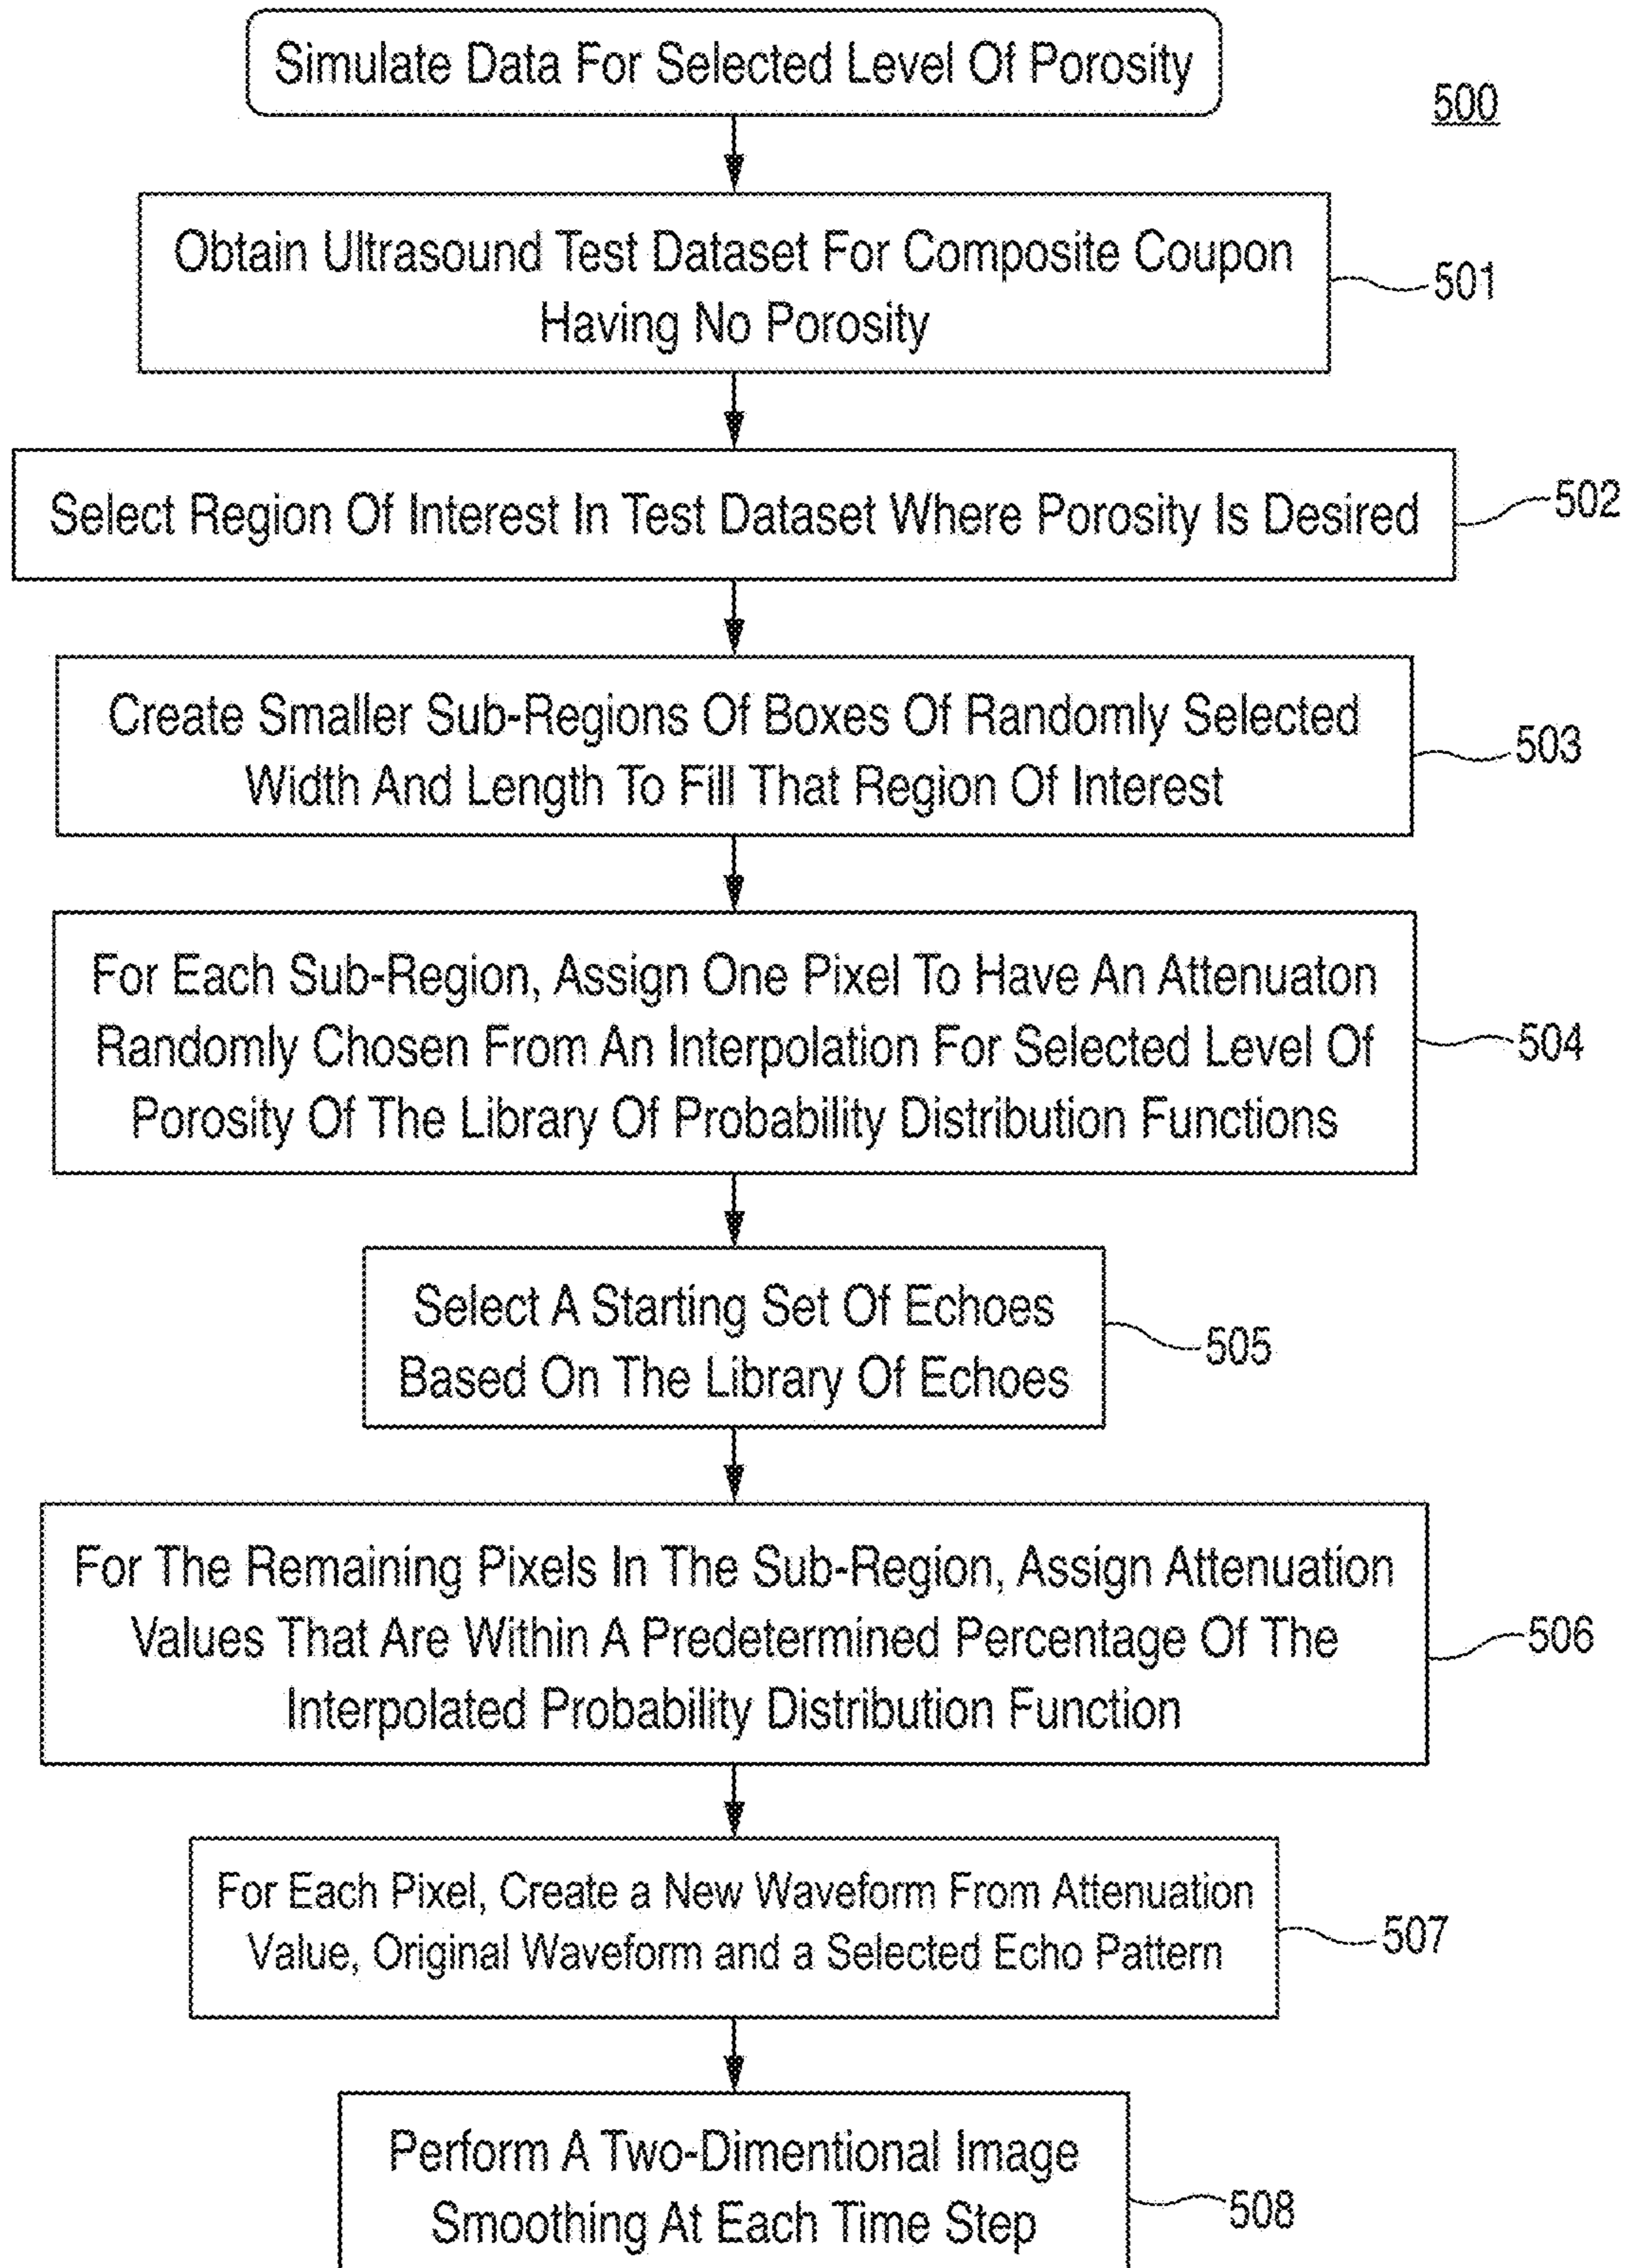 Simulate Data For Selected Level Of Porosity
500
Obtain Ultrasound Test Dataset For Composite Coupon
Having No Porosity
501
Select Region Of Interest In Test Dataset Where Porosity Is Desired
502
Create Smaller Sub-Regions Of Boxes Of Randomly Selected
Width And Length To Fill That Region Of Interest
503
For Each Sub-Region, Assign One Pixel To Have An Attenuaton
Randomly Chosen From An Interpolation For Selected Level Of
Porosity Of The Library Of Probability Distribution Functions
504
Select A Starting Set Of Echoes
Based On The Library Of Echoes
505
For The Remaining Pixels In The Sub-Region, Assign Attenuation
Values That Are Within A Predetermined Percentage Of The
Interpolated Probability Distribution Function
506
For Each Pixel, Create a New Waveform From Attenuation
Value, Original Waveform and a Selected Echo Pattern
507
Perform A Two-Dimentional Image
Smoothing At Each Time Step
508